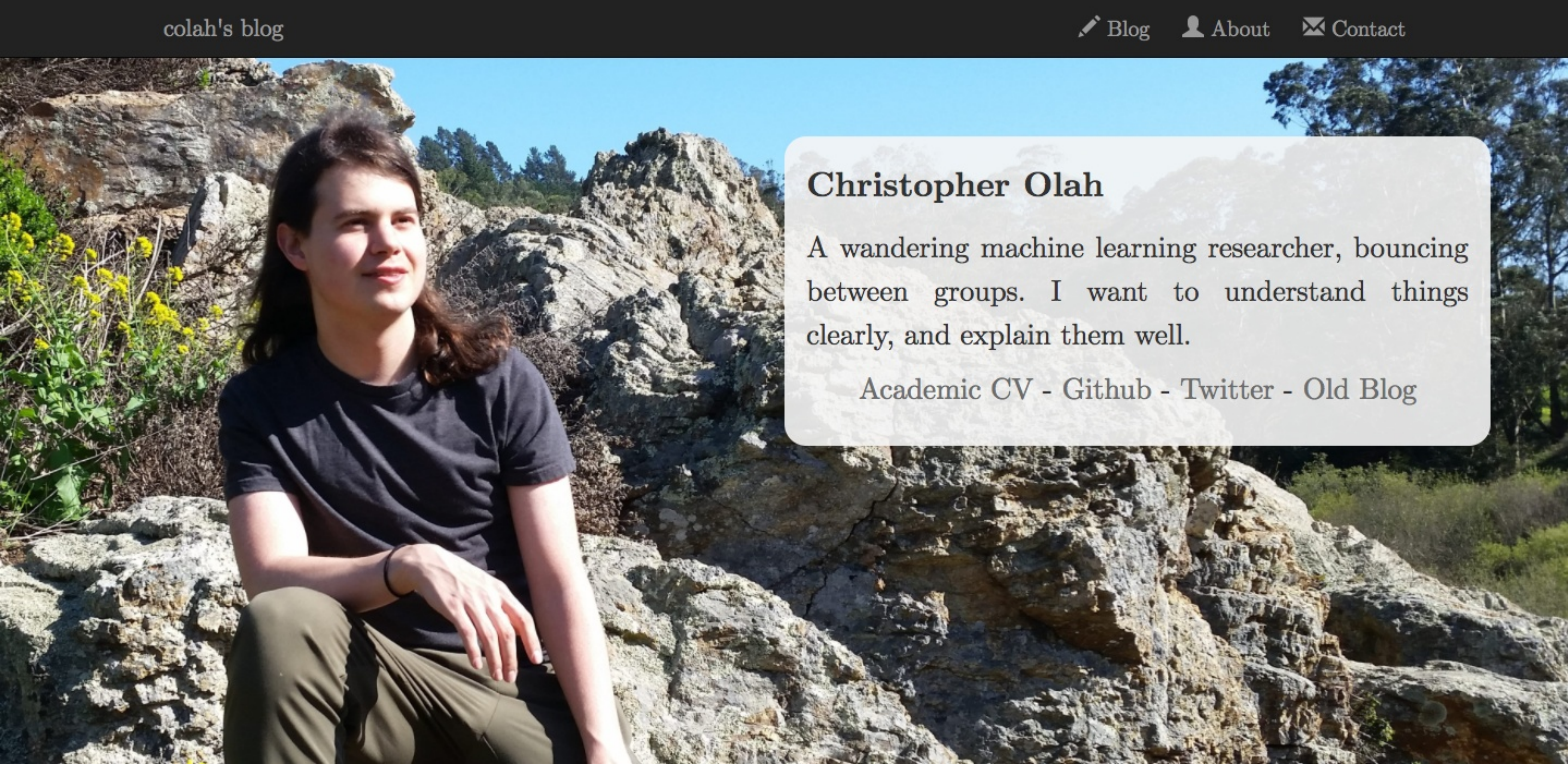 colah's blog
Blog About Contact
Christopher Olah
A wandering machine learning researcher, bouncing
between groups. I want to understand things
clearly, and explain them well.
Academic CV - Github - Twitter - Old Blog